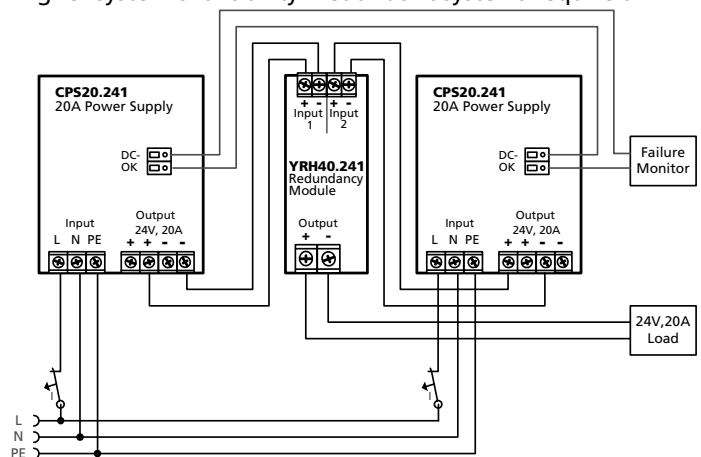 CPS20.241
20A Power Supply
DC-
OK
Input
L N PE
Output
24V, 20A
+ + - -
+ - + -
Input Input
1 2
YRH40.241
Redundancy
Module
Output
+ -
CPS20.241
20A Power Supply
DC-
OK
Input
L N PE
Output
24V, 20A
+ + - -
Failure
Monitor
24V,20A
Load
I
I
L
N
PE